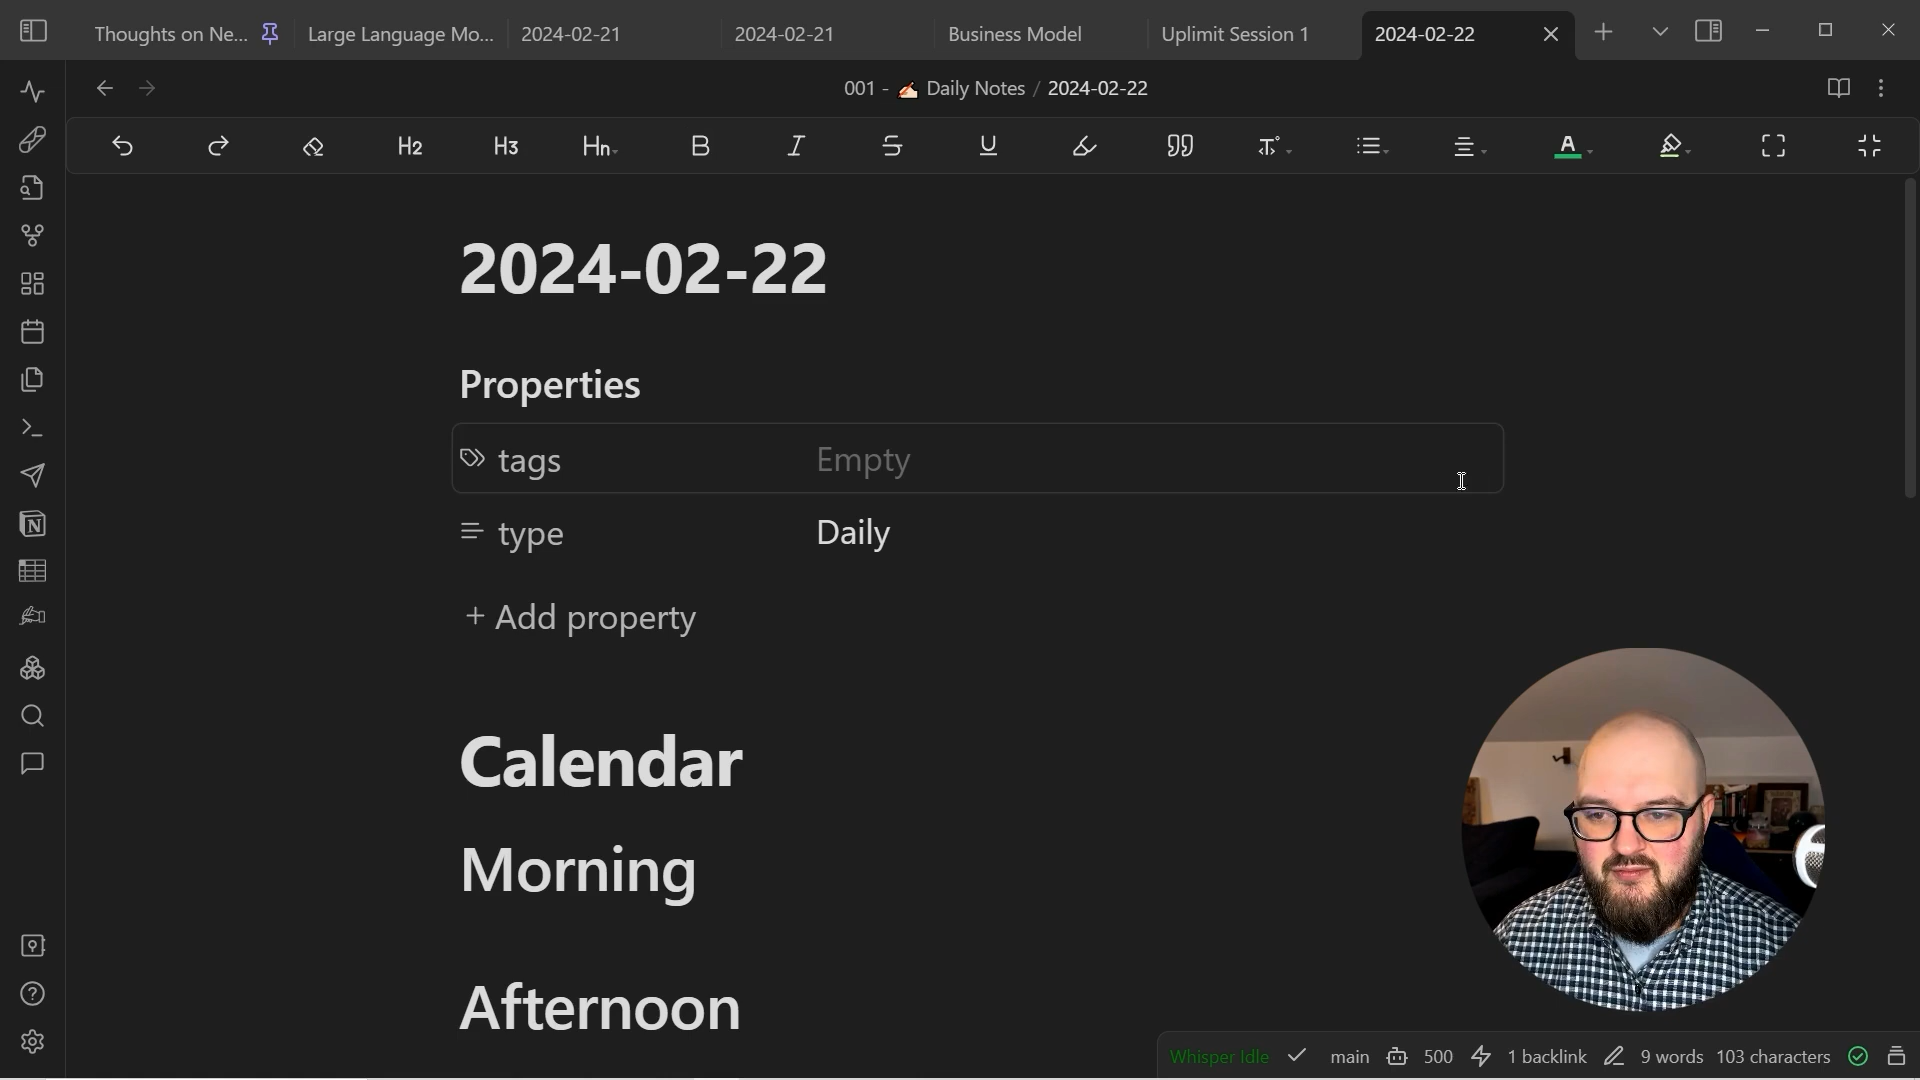 Thoughts on Ne...
Large Language Mo...
2024-02-21
2024-02-21
Business Model
Uplimit Session 1
2024-02-22
001 - ✍🏻 Daily Notes / 2024-02-22
H2
H3
Hn
B
I
S
U
A
2024-02-22
Properties
tags
Empty
type
Daily
+ Add property
Calendar
Morning
Afternoon
Whisper Idle
main
500
1 backlink
9 words
103 characters